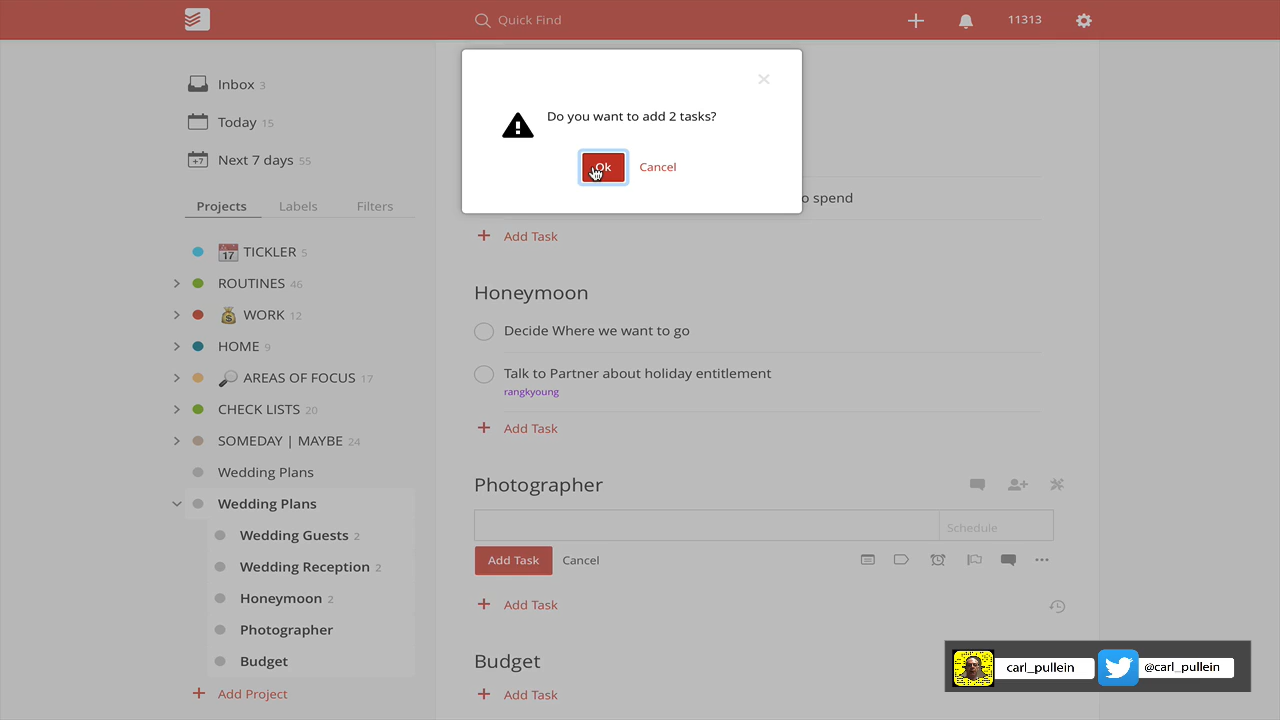 Quick Find
11313
Inbox 3
Today 15
Next 7 days 55
Projects Labels Filters
17 TICKLER 5
ROUTINES 46
WORK 12
HOME 9
AREAS OF FOCUS 17
CHECK LISTS 20
SOMEDAY | MAYBE 24
Wedding Plans
Wedding Plans
Wedding Guests 2
Wedding Reception 2
Honeymoon 2
Photographer
Budget
+ Add Project
Do you want to add 2 tasks?
Ok Cancel
o spend
+ Add Task
Honeymoon
Decide Where we want to go
Talk to Partner about holiday entitlement
rangkyoung
+ Add Task
Photographer
Schedule
Add Task Cancel
+ Add Task
Budget
+ Add Task
carl_pullein @carl_pullein